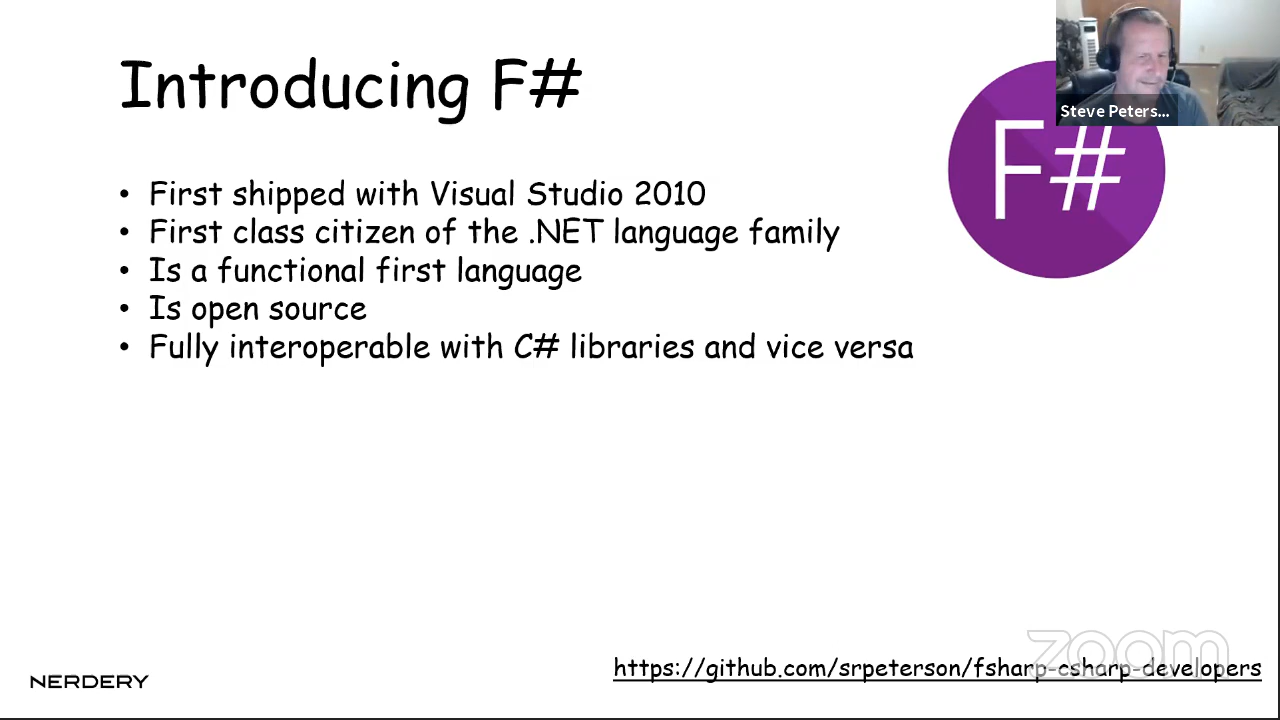 Introducing F#
Steve Peters...
F#
• First shipped with Visual Studio 2010
• First class citizen of the .NET language family
• Is a functional first language
• Is open source
• Fully interoperable with C# libraries and vice versa
zoom
https://github.com/srpeterson/fsharp-csharp-developers
NERDERY